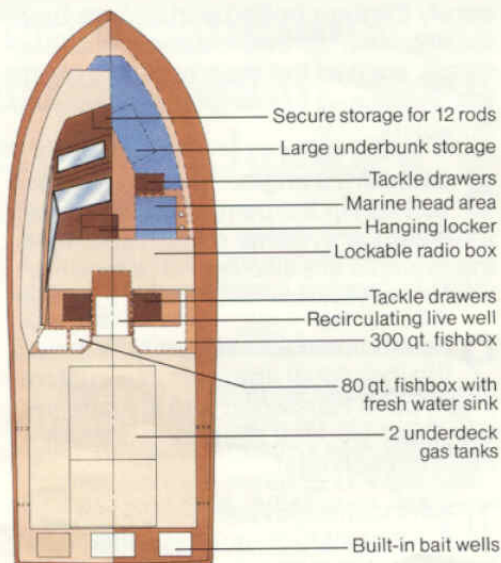 Secure storage for 12 rods
Large underbunk storage
Tackle drawers
Marine head area
Hanging locker
Lockable radio box
Tackle drawers
Recirculating live well
300 qt. fishbox
80 qt. fishbox with
fresh water sink
2 underdeck
gas tanks
Built-in bait wells